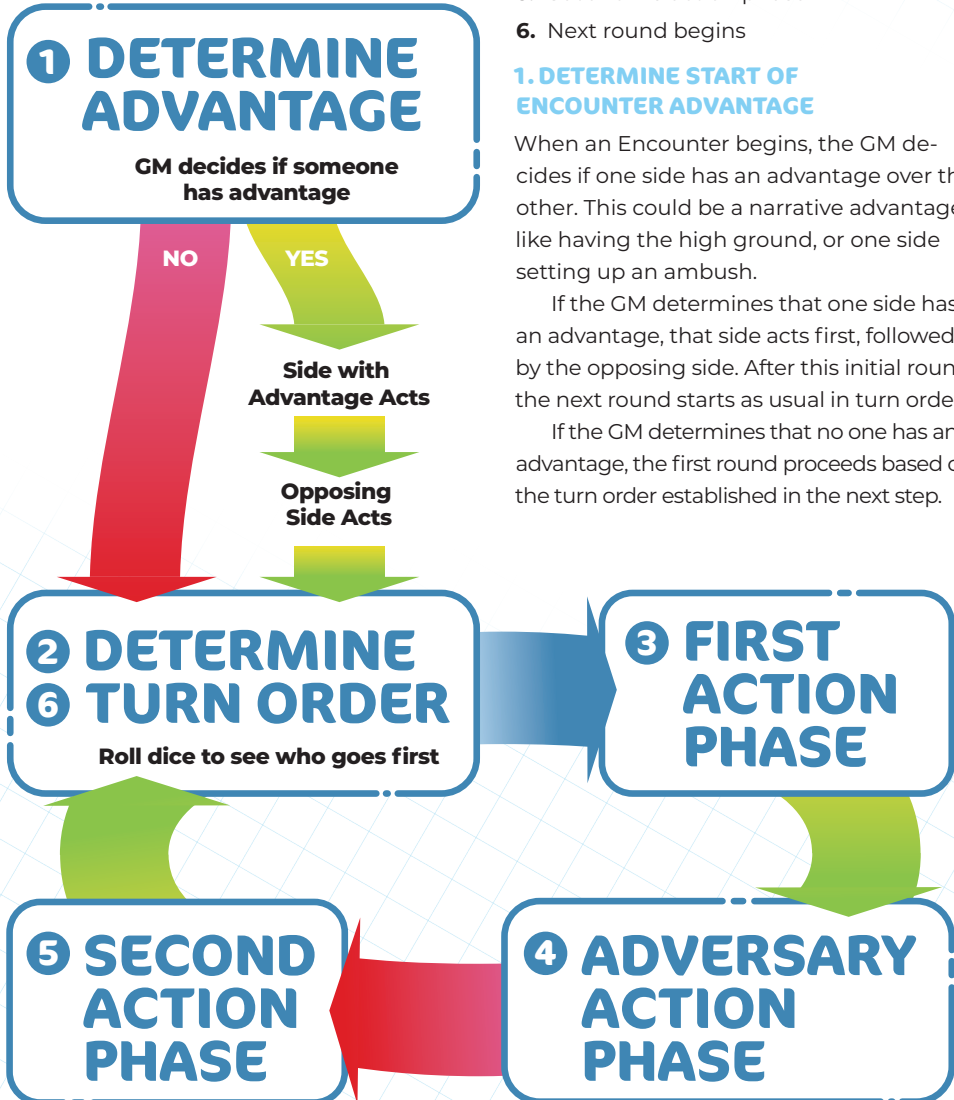 1 DETERMINE
ADVANTAGE
GM decides if someone
has advantage
NO
YES
Side with
Advantage Acts
Opposing
Side Acts
6. Next round begins
1. DETERMINE START OF
ENCOUNTER ADVANTAGE
When an Encounter begins, the GM de-
cides if one side has an advantage over
other. This could be a narrative advantage
like having the high ground, or one side
setting up an ambush.
If the GM determines that one side has
an advantage, that side acts first, followed
by the opposing side. After this initial
the next round starts as usual in turn
If the GM determines that no one has
advantage, the first round proceeds based
the turn order established in the next step.
2 DETERMINE
6 TURN ORDER
Roll dice to see who goes first
3 FIRST
ACTION
PHASE
4 ADVERSARY
ACTION
PHASE
5 SECOND
ACTION
PHASE